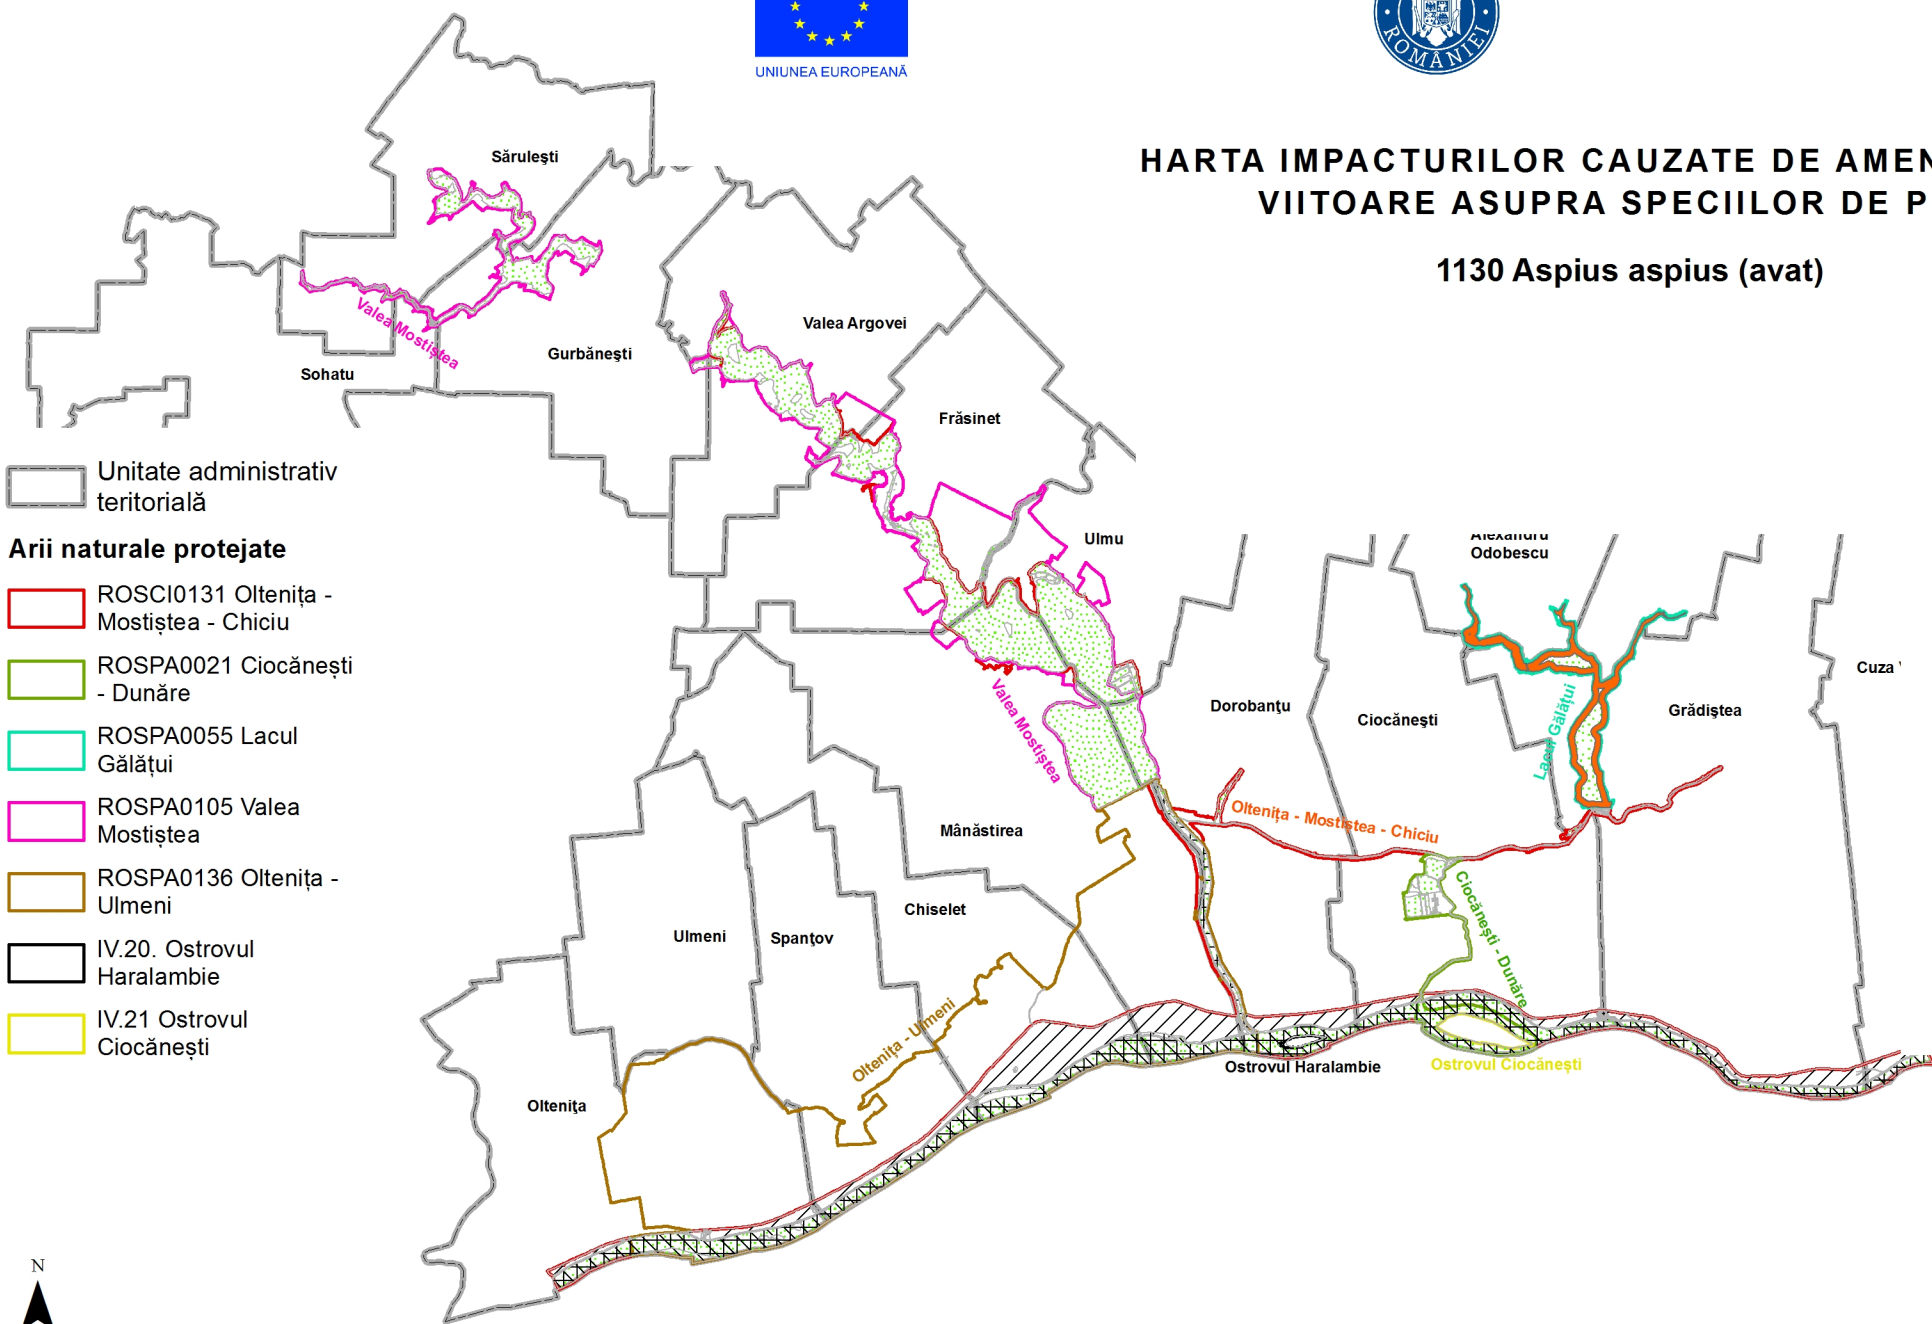 UNIUNEA EUROPEANĂ
ROMÂNIEI
HARTA IMPACTURILOR CAUZATE DE
VIITOARE ASUPRA SPECIILOR DE
1130 Aspius aspius (avat)
Sărulești
Valea Mostiștea
Sohatu
Gurbănești
Valea Argovei
Frăsinet
Ulmu
Unitate administrativ
teritorială
Arii naturale protejate
ROSCI0131 Oltenița -
Mostiștea - Chiciu
ROSPA0021 Ciocănești
- Dunăre
ROSPA0055 Lacul
Gălățui
ROSPA0105 Valea
Mostiștea
ROSPA0136 Oltenița -
Ulmeni
IV.20. Ostrovul
Haralambie
IV.21 Ostrovul
Ciocănești
Alexandru
Odobescu
Cuza
Valea Mostiștea
Dorobanțu
Ciocănești
Lacul Gălățui
Grădiștea
Oltenița - Mostiștea - Chiciu
Mânăstirea
Chiselet
Ulmeni
Spanțov
Ciocănești - Dunăre
Oltenița - Ulmeni
Ostrovul Haralambie
Ostrovul Ciocănești
Oltenița
N